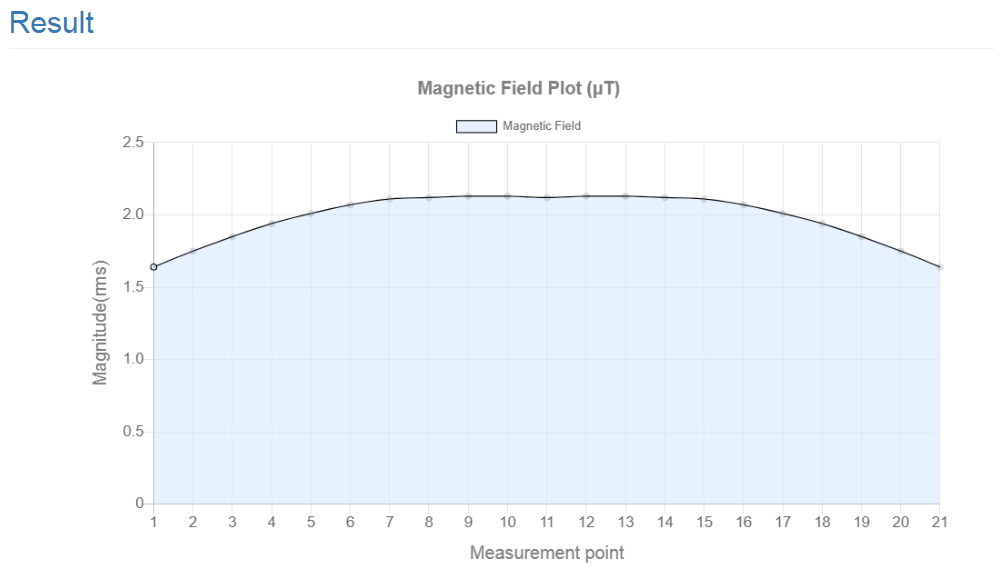 Result
Magnetic Field Plot (µT)
Magnetic Field
2.5
2.0
1.5
1.0
0.5
0
Magnitude(rms)
1 2 3 4 5 6 7 8 9 10 11 12 13 14 15 16 17 18 19 20 21
Measurement point